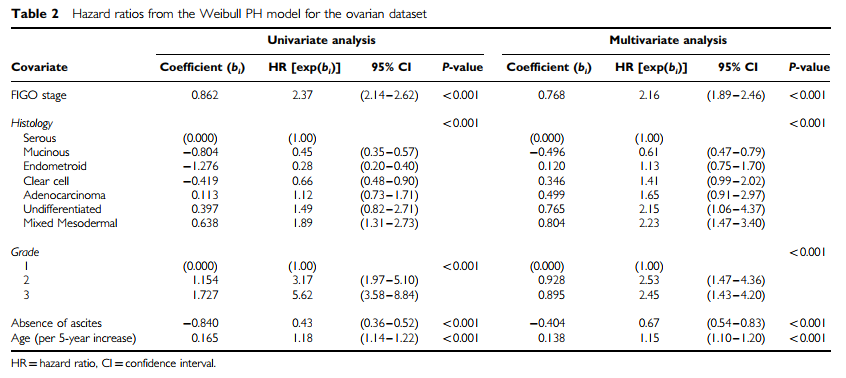 Table 2 Hazard ratios from the Weibull PH model for the ovarian dataset
Univariate analysis Multivariate analysis
Covariate Coefficient (bi) HR [exp(bi)] 95% CI P-value Coefficient (bi) HR [exp(bi)] 95% CI P-value
FIGO stage 0.862 2.37 (2.14–2.62) <0.001 0.768 2.16 (1.89–2.46) <0.001
Histology <0.001 <0.001
Serous (0.000) (1.00) (0.000) (1.00)
Mucinous −0.804 0.45 (0.35–0.57) −0.496 0.61 (0.47–0.79)
Endometroid −1.276 0.28 (0.20–0.40) 0.120 1.13 (0.75–1.70)
Clear cell −0.419 0.66 (0.48–0.90) 0.346 1.41 (0.99–2.02)
Adenocarcinoma 0.113 1.12 (0.73–1.71) 0.499 1.65 (0.91–2.97)
Undifferentiated 0.397 1.49 (0.82–2.71) 0.765 2.15 (1.06–4.37)
Mixed Mesodermal 0.638 1.89 (1.31–2.73) 0.804 2.23 (1.47–3.40)
Grade <0.001
1 (0.000) (1.00) <0.001 (0.000) (1.00)
2 1.154 3.17 (1.97–5.10) 0.928 2.53 (1.47–4.36)
3 1.727 5.62 (3.58–8.84) 0.895 2.45 (1.43–4.20)
Absence of ascites −0.840 0.43 (0.36–0.52) <0.001 −0.404 0.67 (0.54–0.83) <0.001
Age (per 5-year increase) 0.165 1.18 (1.14–1.22) <0.001 0.138 1.15 (1.10–1.20) <0.001
HR = hazard ratio, CI = confidence interval.